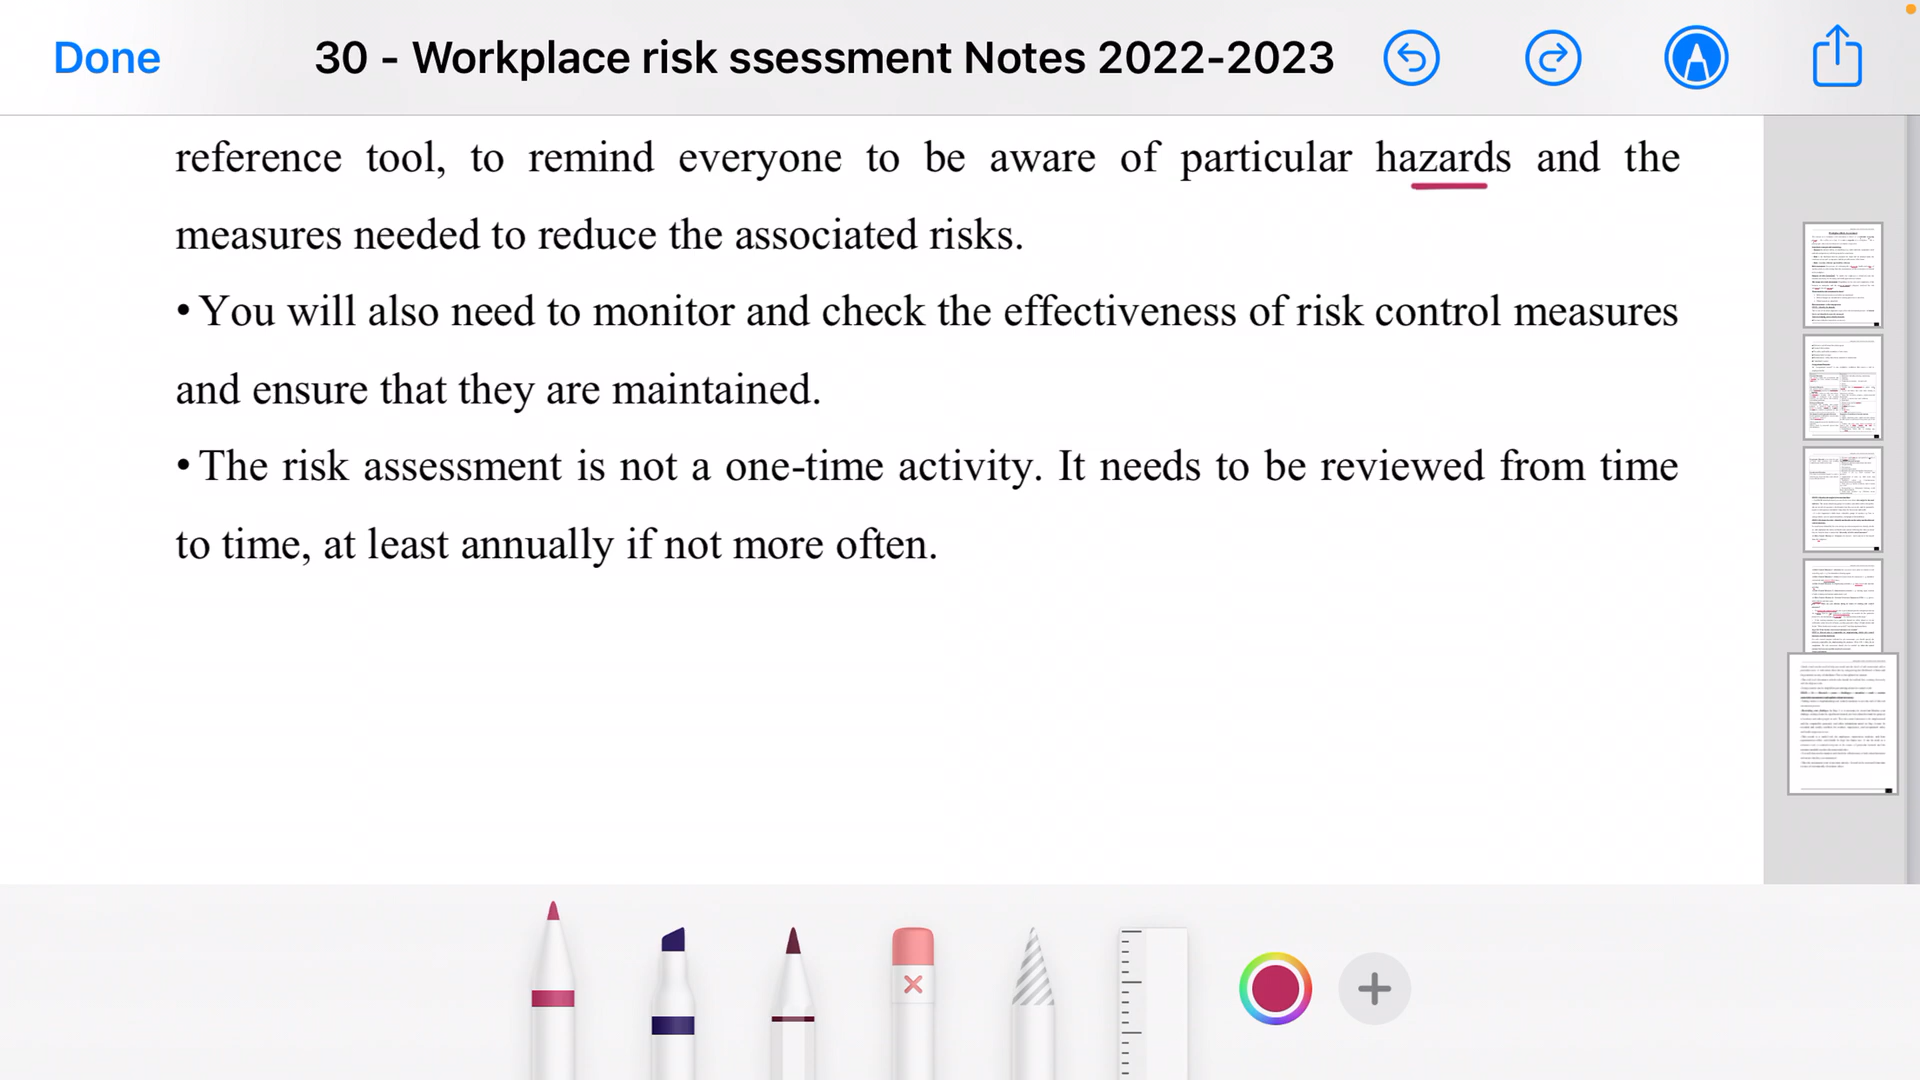 Done
30 - Workplace risk ssessment Notes 2022-2023
reference tool, to remind everyone to be aware of particular hazards and the
measures needed to reduce the associated risks.
• You will also need to monitor and check the effectiveness of risk control measures
and ensure that they are maintained.
• The risk assessment is not a one-time activity. It needs to be reviewed from time
to time, at least annually if not more often.